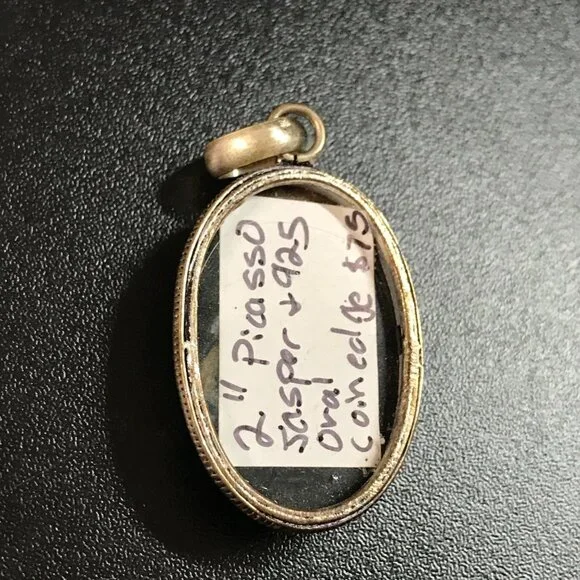 2" Picasso
Jasper + 925
oval
coin edge $75